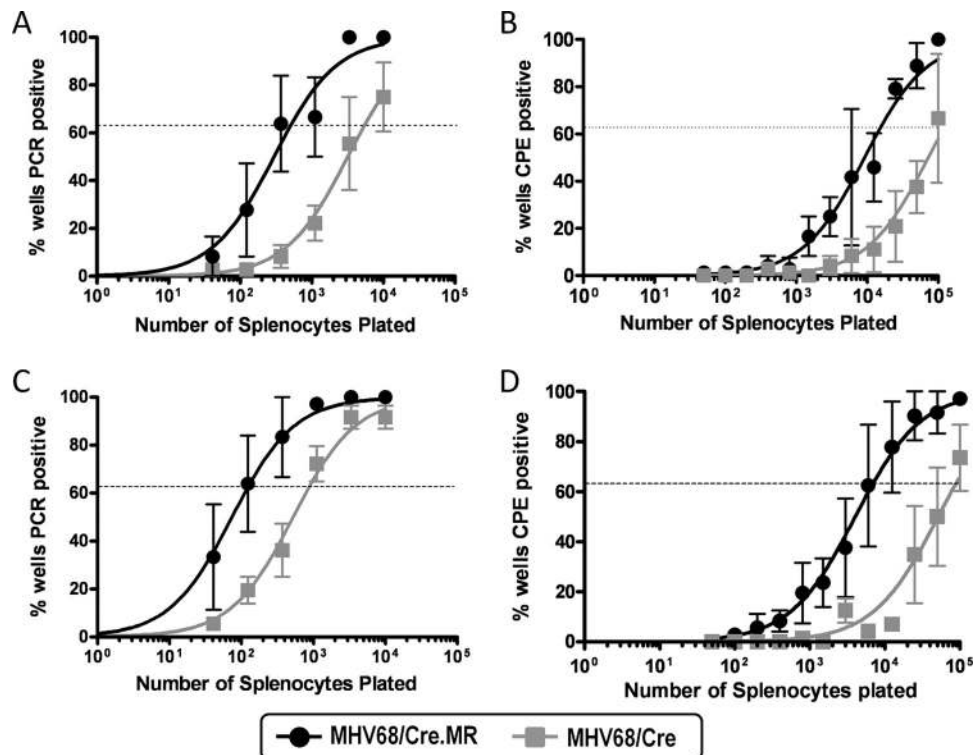 A
% wells PCR positive
100
80
60
40
20
0
10^0 10^1 10^2 10^3 10^4 10^5
Number of Splenocytes Plated
B
% wells CPE positive
100
80
60
40
20
0
10^0 10^1 10^2 10^3 10^4 10^5
Number of Splenocytes Plated
C
% wells PCR positive
100
80
60
40
20
0
10^0 10^1 10^2 10^3 10^4 10^5
Number of Splenocytes Plated
D
% wells CPE positive
100
80
60
40
20
0
10^0 10^1 10^2 10^3 10^4 10^5
Number of Splenocytes plated
MHV68/Cre.MR MHV68/Cre